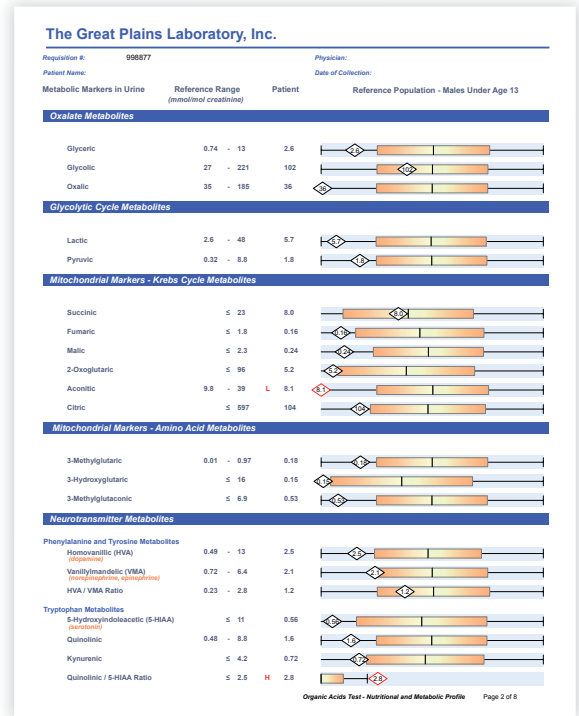 The Great Plains Laboratory, Inc.
Requisition #: 998877 Physician:
Patient Name: Date of Collection:
Metabolic Markers in Urine Reference Range Patient Reference Population - Males Under Age 13
(mmol/mol creatinine)
Oxalate Metabolites
Glyceric 0.74 - 13 2.6 2.6
Glycolic 27 - 221 102 102
Oxalic 35 - 185 36 36
Glycolytic Cycle Metabolites
Lactic 2.6 - 48 5.7 5.7
Pyruvic 0.32 - 8.8 1.8 1.8
Mitochondrial Markers - Krebs Cycle Metabolites
Succinic ≤ 23 8.0 8.0
Fumaric ≤ 1.8 0.16 0.16
Malic ≤ 2.3 0.24 0.24
2-Oxoglutaric ≤ 96 5.2 5.2
Aconitic 9.8 - 39 L 8.1 8.1
Citric ≤ 597 104 104
Mitochondrial Markers - Amino Acid Metabolites
3-Methylglutaric 0.01 - 0.97 0.18 0.18
3-Hydroxyglutaric ≤ 16 0.15 0.15
3-Methylglutaconic ≤ 6.9 0.53 0.53
Neurotransmitter Metabolites
Phenylalanine and Tyrosine Metabolites
Homovanillic (HVA) 0.49 - 13 2.5 2.5
(dopamine)
Vanillylmandelic (VMA) 0.72 - 6.4 2.1 2.1
(norepinephrine, epinephrine)
HVA / VMA Ratio 0.23 - 2.8 1.2 1.2
Tryptophan Metabolites
5-Hydroxyindoleacetic (5-HIAA) ≤ 11 0.56 0.56
(serotonin)
Quinolinic 0.48 - 8.8 1.6 1.6
Kynurenic ≤ 4.2 0.72 0.72
Quinolinic / 5-HIAA Ratio ≤ 2.5 H 2.8 2.8
Organic Acids Test - Nutritional and Metabolic Profile Page 2 of 8